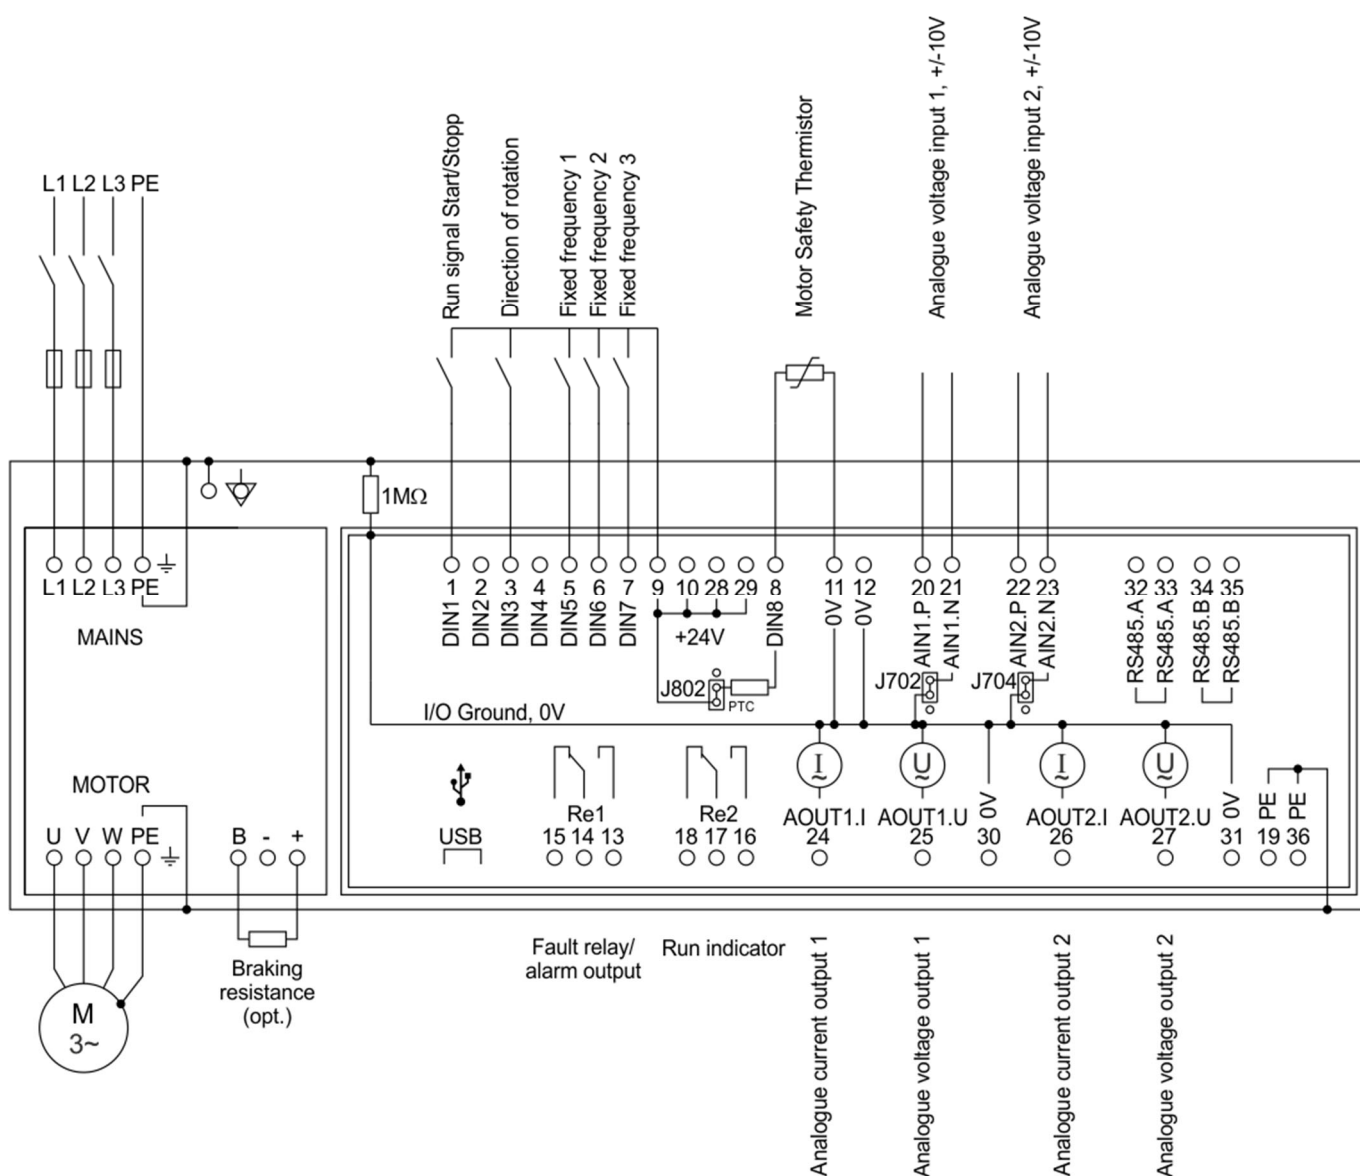 Analogue voltage input 1, +/-10V
Analogue voltage input 2, +/-10V
Motor Safety Thermistor
Run signal Start/Stopp
Direction of rotation
Fixed frequency 1
Fixed frequency 2
Fixed frequency 3
L1 L2 L3 PE
1MΩ
L1 L2 L3 PE
MAINS
1 2 3 4 5 6 7 9 10 28 29 8 11 12 20 21 22 23 32 33 34 35
DIN1
DIN2
DIN3
DIN4
DIN5
DIN6
DIN7
+24V
DIN8
0V
0V
AIN1.P
AIN1.N
AIN2.P
AIN2.N
RS485.A
RS485.A
RS485.B
RS485.B
J802
PTC
J702
J704
I/O Ground, 0V
I
U
I
U
MOTOR
U V W PE
B - +
USB
Re1
15 14 13
Re2
18 17 16
AOUT1.I
24
AOUT1.U
25
0V
30
AOUT2.I
26
AOUT2.U
27
0V
31
PE
19
PE
36
M
3~
Braking
resistance
(opt.)
Fault relay/
alarm output
Run indicator
Analogue current output 1
Analogue voltage output 1
Analogue current output 2
Analogue voltage output 2